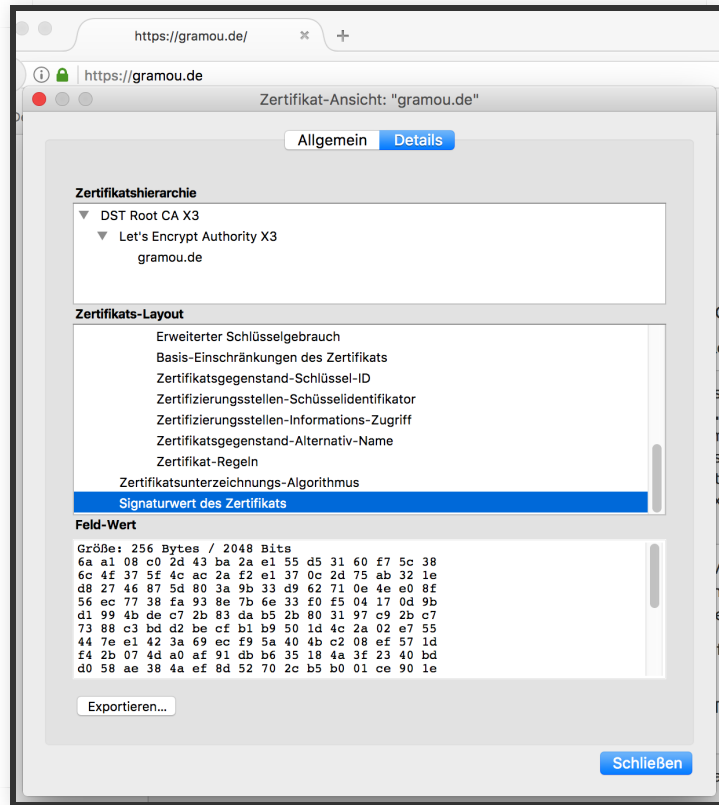 https://gramou.de/
https://gramou.de
Zertifikat-Ansicht: "gramou.de"
Allgemein
Details
Zertifikatshierarchie
DST Root CA X3
Let's Encrypt Authority X3
gramou.de
Zertifikats-Layout
Erweiterter Schlüsselgebrauch
Basis-Einschränkungen des Zertifikats
Zertifikatsgegenstand-Schlüssel-ID
Zertifizierungsstellen-Schüsselidentifikator
Zertifizierungsstellen-Informations-Zugriff
Zertifikatsgegenstand-Alternativ-Name
Zertifikat-Regeln
Zertifikatsunterzeichnungs-Algorithmus
Signaturwert des Zertifikats
Feld-Wert
Größe: 256 Bytes / 2048 Bits
6a a1 08 c0 2d 43 ba 2a e1 55 d5 31 60 f7 5c 38
6c 4f 37 5f 4c ac 2a f2 e1 37 0c 2d 75 ab 32 1e
d8 27 46 87 5d 80 3a 9b 33 d9 62 71 0e 4e e0 8f
56 ec 77 38 fa 93 8e 7b 6e 33 f0 f5 04 17 0d 9b
d1 99 4b de c7 2b 83 da b5 2b 80 31 97 c9 2b c7
73 88 c3 bd d2 be cf b1 b9 50 1d 4c 2a 02 e7 55
44 7e e1 42 3a 69 ec f9 5a 40 4b c2 08 ef 57 1d
f4 2b 07 4d a0 af 91 db b6 35 18 4a 3f 23 40 bd
d0 58 ae 38 4a ef 8d 52 70 2c b5 b0 01 ce 90 1e
Exportieren...
Schließen